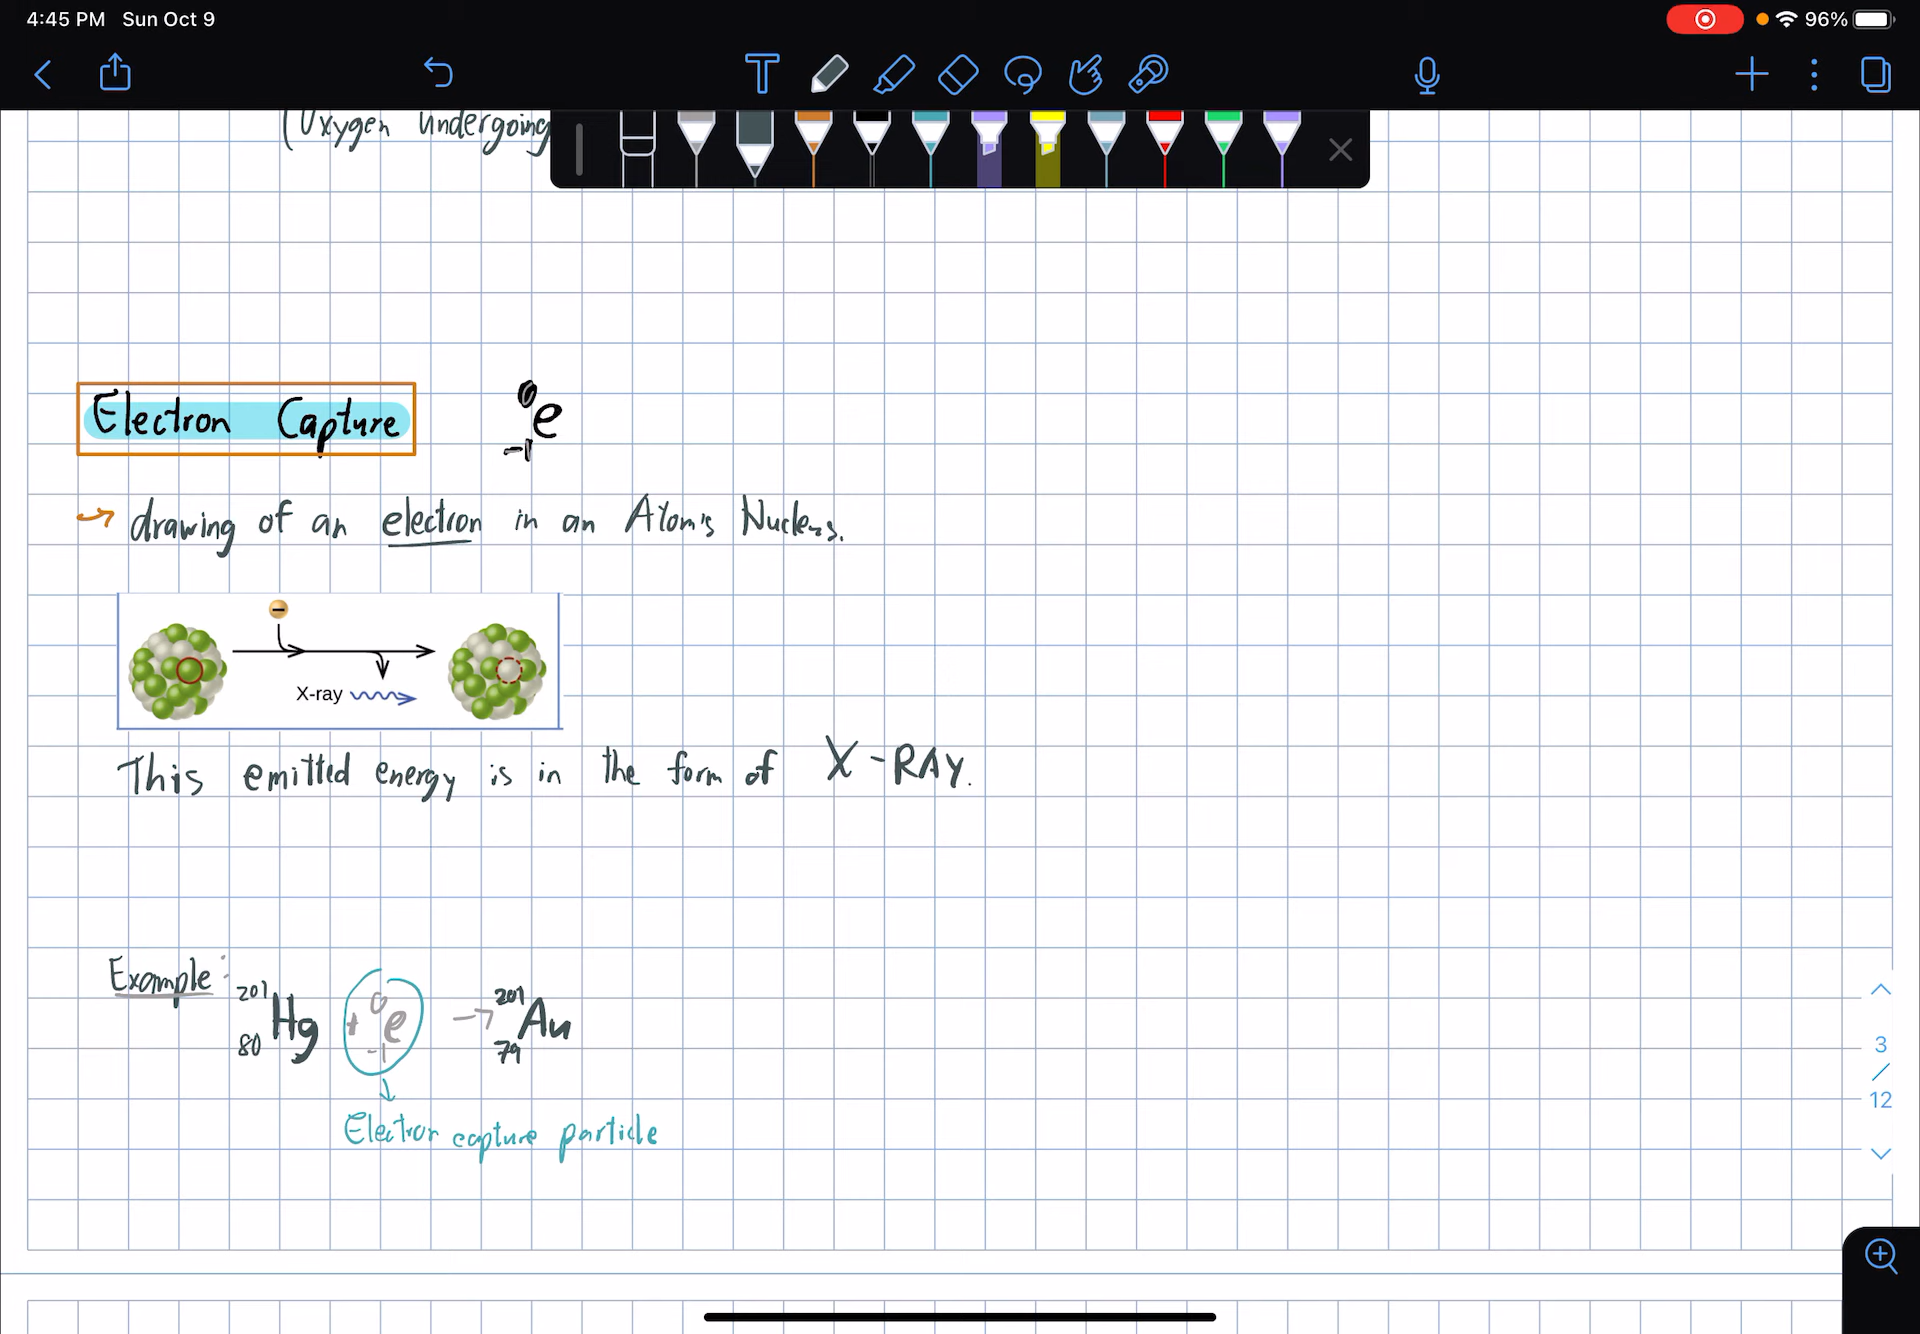 4:45 PM Sun Oct 9
96%
(Oxygen undergoing
Electron Capture
0
e
-1
→ drawing of an electron in an Atom's Nucleus.
X-ray
This emitted energy is in the form of X-RAY.
Example:
201 Hg + 0 e → 201 Au
80 -1 79
Electron capture particle
3
/
12